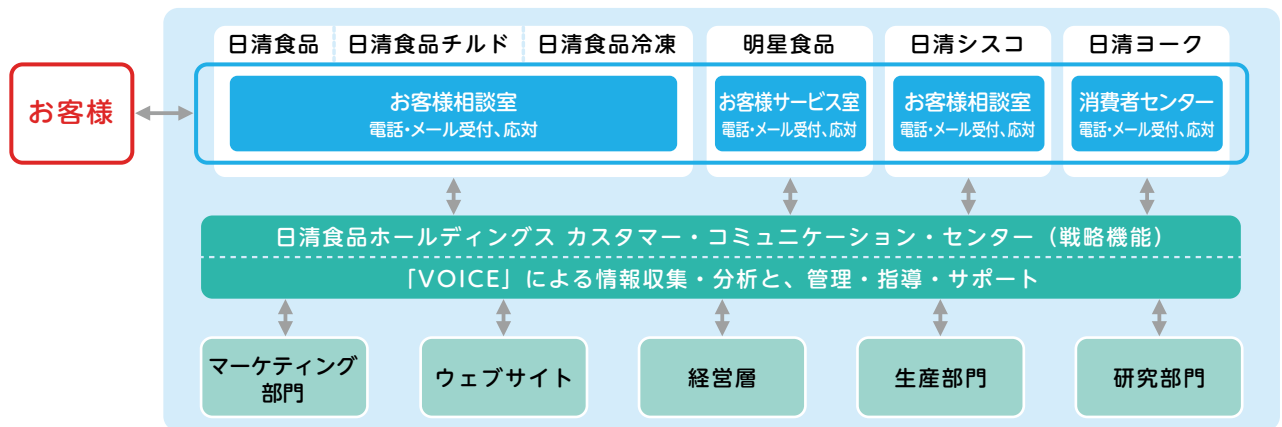 日清食品
日清食品チルド
日清食品冷凍
明星食品
日清シスコ
日清ヨーク
お客様
お客様相談室
電話・メール受付、応対
お客様サービス室
電話・メール受付、応対
お客様相談室
電話・メール受付、応対
消費者センター
電話・メール受付、応対
日清食品ホールディングス カスタマー・コミュニケーション・センター（戦略機能）
「VOICE」による情報収集・分析と、管理・指導・サポート
マーケティング
部門
ウェブサイト
経営層
生産部門
研究部門